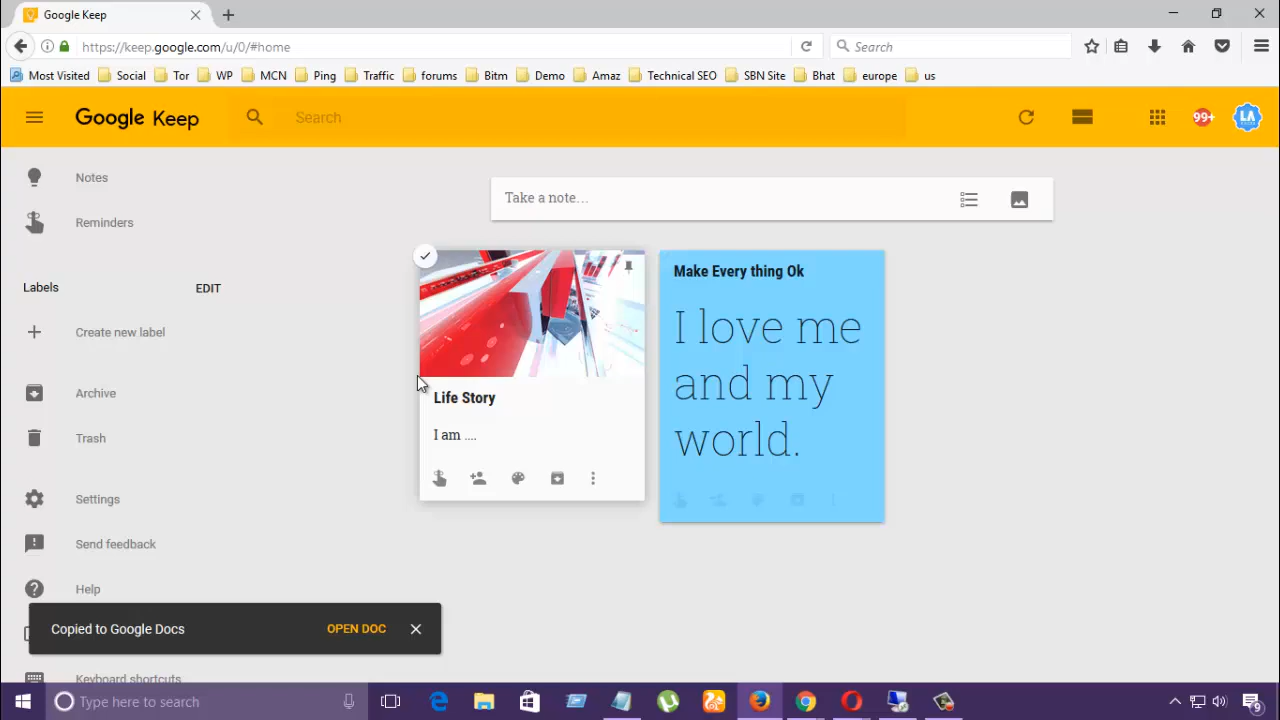 Google Keep
https://keep.google.com/u/0/#home
Search
Most Visited Social Tor WP MCN Ping Traffic forums Bitm Demo Amaz Technical SEO SBN Site Bhat europe us
Google Keep
Search
99+
LA
Notes
Reminders
Labels
EDIT
Create new label
Archive
Trash
Settings
Send feedback
Help
Keyboard shortcuts
Take a note...
Life Story
I am ....
Make Every thing Ok
I love me
and my
world.
Copied to Google Docs
OPEN DOC
Type here to search
9